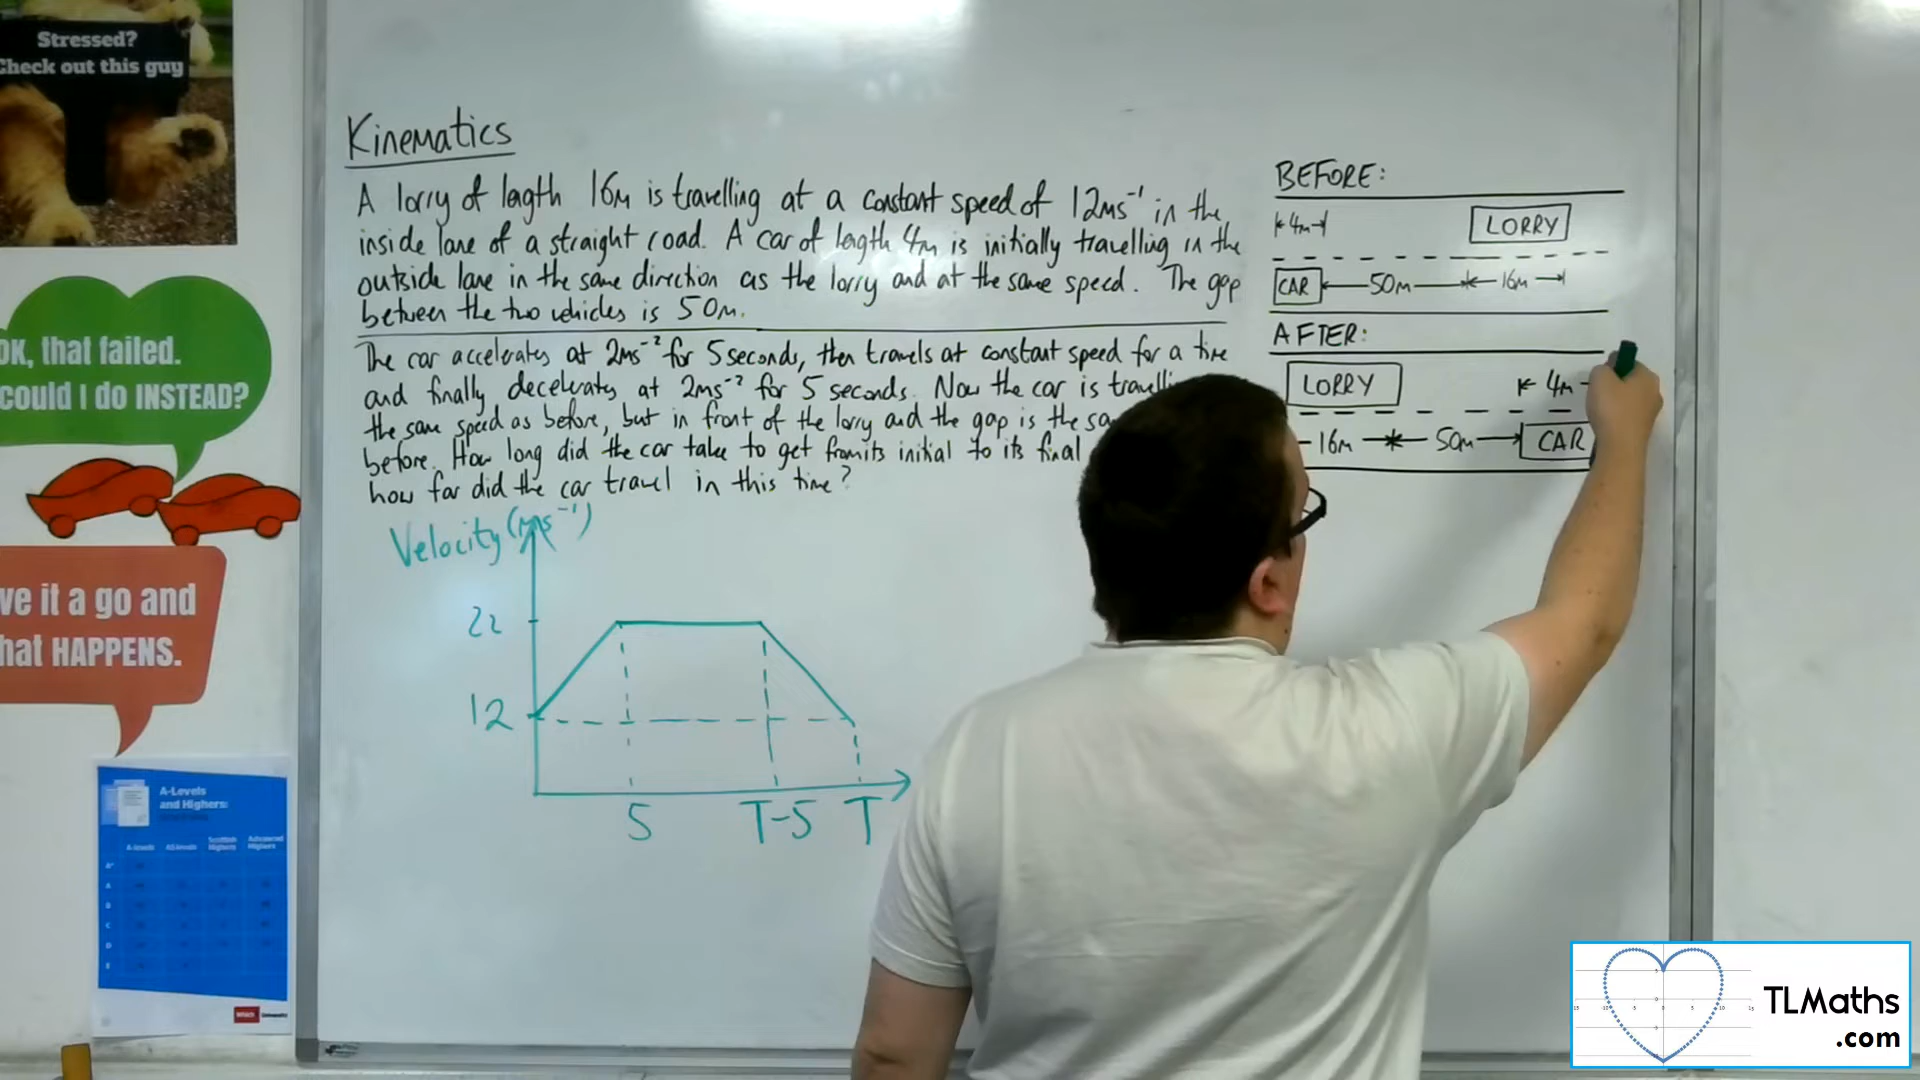 Stressed?
Check out this guy
OK, that failed.
could I do INSTEAD?
ve it a go and
hat HAPPENS.
A-Levels
and Highers:
Kinematics
A lorry of length 16m is travelling at a constant speed of 12ms⁻¹ in the
inside lane of a straight road. A car of length 4m is initially travelling in the
outside lane in the same direction as the lorry and at the same speed. The gap
between the two vehicles is 50m.
The car accelerates at 2ms⁻² for 5 seconds, then travels at constant speed for a time
and finally decelerates at 2ms⁻² for 5 seconds. Now the car is travelli
the same speed as before, but in front of the lorry and the gap is the sa
before. How long did the car take to get from its initial to its final
how far did the car travel in this time?
Velocity (ms⁻¹)
22
12
5 T-5 T
BEFORE:
4m LORRY
CAR 50m 16m
AFTER:
LORRY 4m
16m 50m CAR
TLMaths
.com